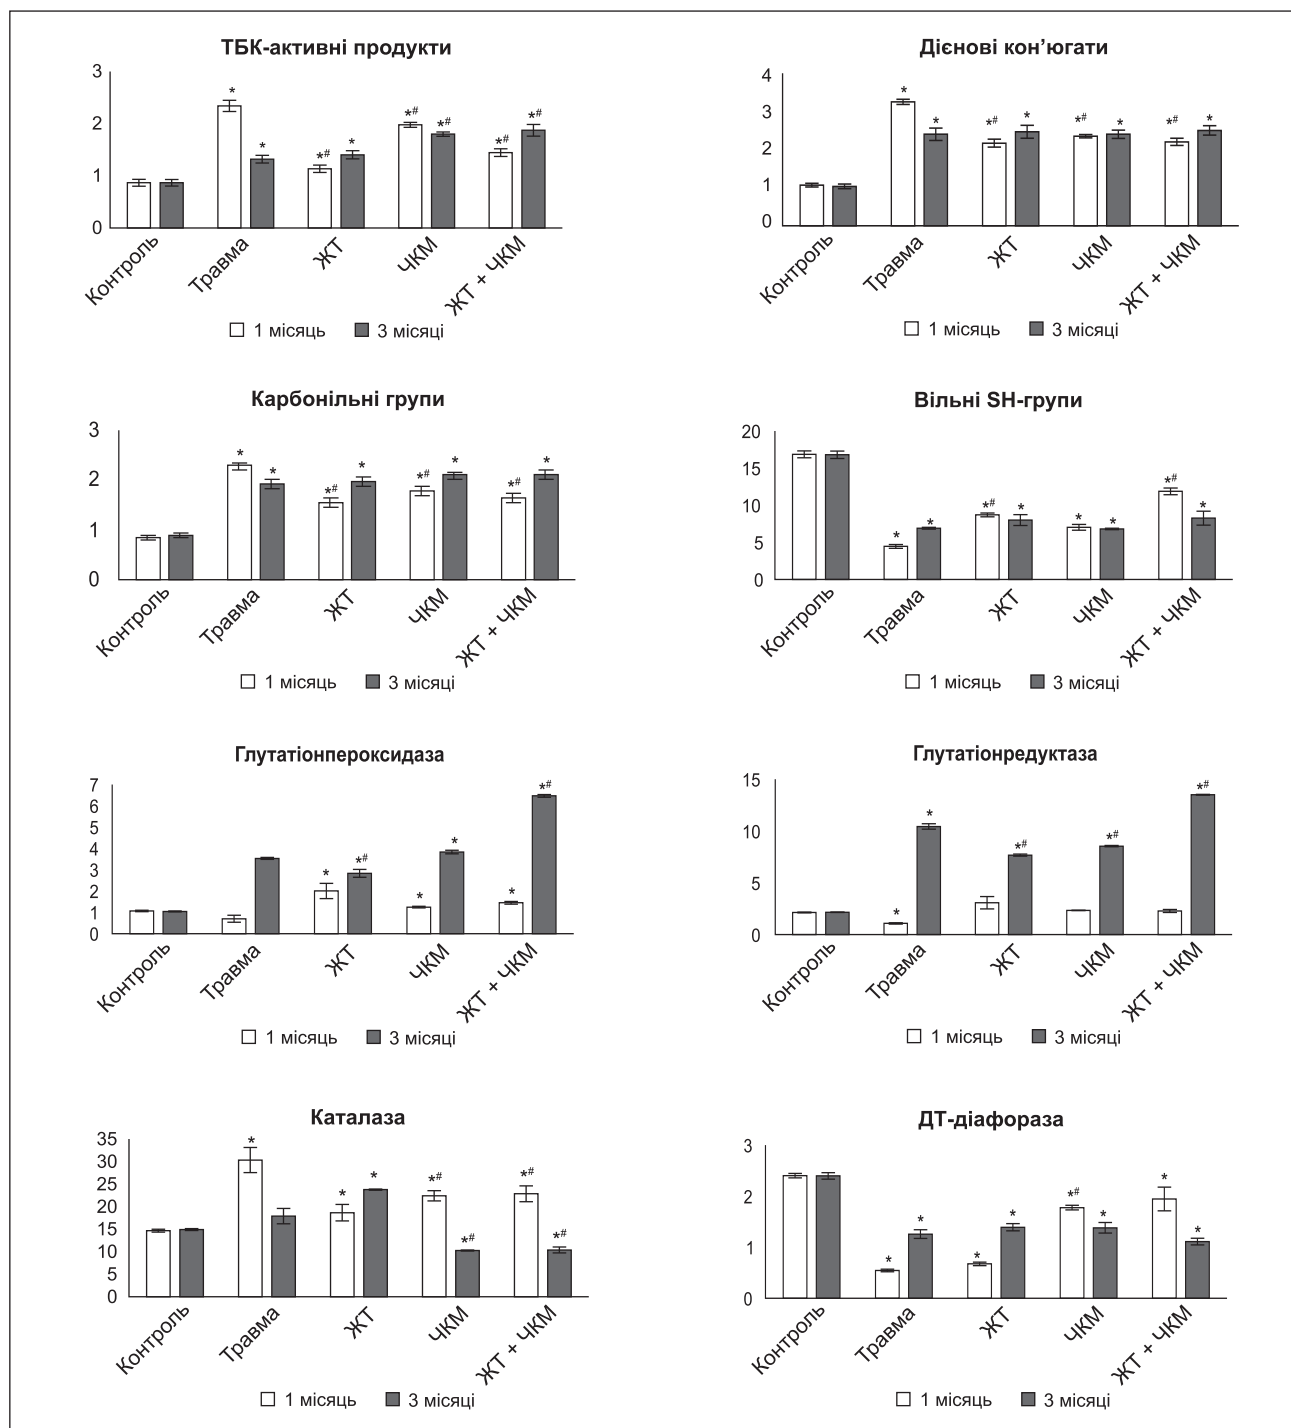 ТБК-активні продукти
3
2
1
0
*
*
*#
*
*#
*#
*#
*#
Контроль
Травма
ЖТ
ЧКМ
ЖТ + ЧКМ
1 місяць 3 місяці
Дієнові кон’югати
4
3
2
1
0
*
*
*#
*
*#
*
*#
*
Контроль
Травма
ЖТ
ЧКМ
ЖТ + ЧКМ
1 місяць 3 місяці
Карбонільні групи
3
2
1
0
*
*
*#
*
*#
*
*#
*
Контроль
Травма
ЖТ
ЧКМ
ЖТ + ЧКМ
1 місяць 3 місяці
Вільні SH-групи
20
15
10
5
0
*
*
*#
*
*
*
*#
*
Контроль
Травма
ЖТ
ЧКМ
ЖТ + ЧКМ
1 місяць 3 місяці
Глутатіонпероксидаза
7
6
5
4
3
2
1
0
*
*#
*
*
*
*#
Контроль
Травма
ЖТ
ЧКМ
ЖТ + ЧКМ
1 місяць 3 місяці
Глутатіонредуктаза
15
10
5
0
*
*
*#
*#
*#
Контроль
Травма
ЖТ
ЧКМ
ЖТ + ЧКМ
1 місяць 3 місяці
Каталаза
35
30
25
20
15
10
5
0
*
*
*
*#
*#
*#
*#
Контроль
Травма
ЖТ
ЧКМ
ЖТ + ЧКМ
1 місяць 3 місяці
ДТ-діафораза
3
2
1
0
*
*
*
*
*#
*
*
*
Контроль
Травма
ЖТ
ЧКМ
ЖТ + ЧКМ
1 місяць 3 місяці